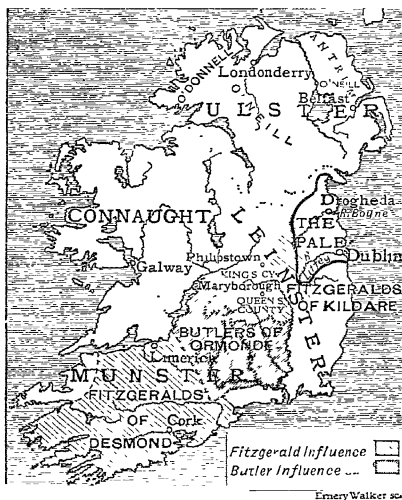 ANTRIM
O'DONNELL
Londonderry
O'NEILL
O'NEILL
Belfast
ULSTER
Drogheda
R. Boyne
CONNAUGHT
THE
PALE
LEINSTER
Dublin
Philipstown
Galway
KING'S CY
Maryborough
QUEEN'S
COUNTY
FITZGERALDS
OF KILDARE
BUTLERS OF
ORMONDE
Limerick
MUNSTER
FITZGERALDS
OF
Cork
DESMOND
Fitzgerald Influence
Butler Influence
Emery Walker sc